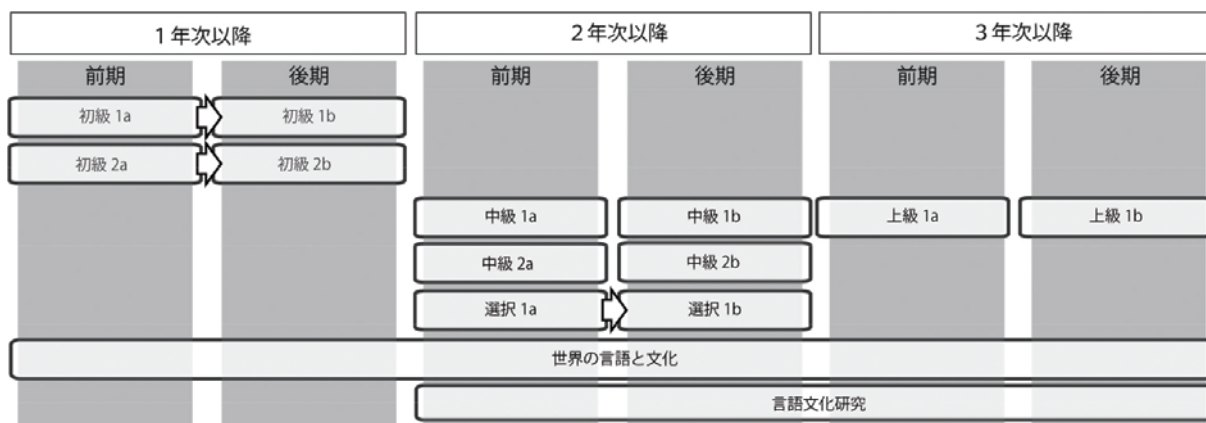 1年次以降
2年次以降
3年次以降
前期
後期
前期
後期
前期
後期
初級 1a
初級 1b
初級 2a
初級 2b
中級 1a
中級 1b
上級 1a
上級 1b
中級 2a
中級 2b
選択 1a
選択 1b
世界の言語と文化
言語文化研究